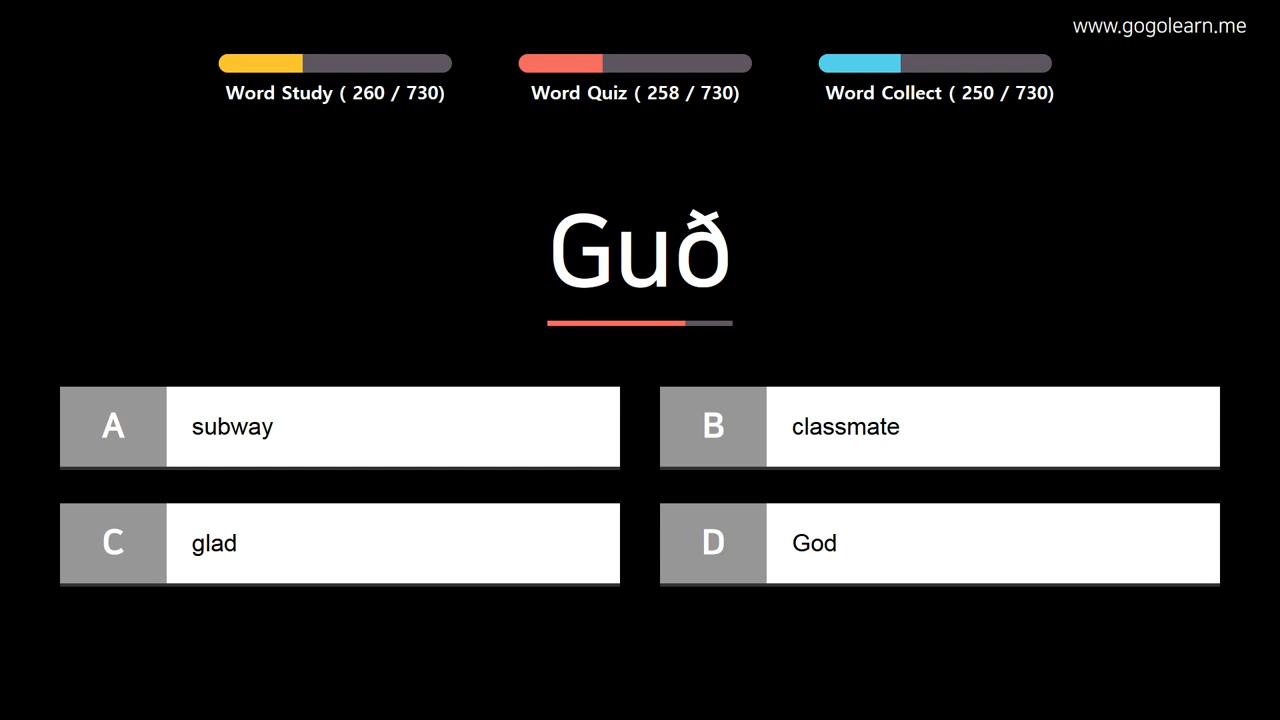 www.gogolearn.me
Word Study ( 260 / 730)
Word Quiz ( 258 / 730)
Word Collect ( 250 / 730)
Guð
A subway
B classmate
C glad
D God